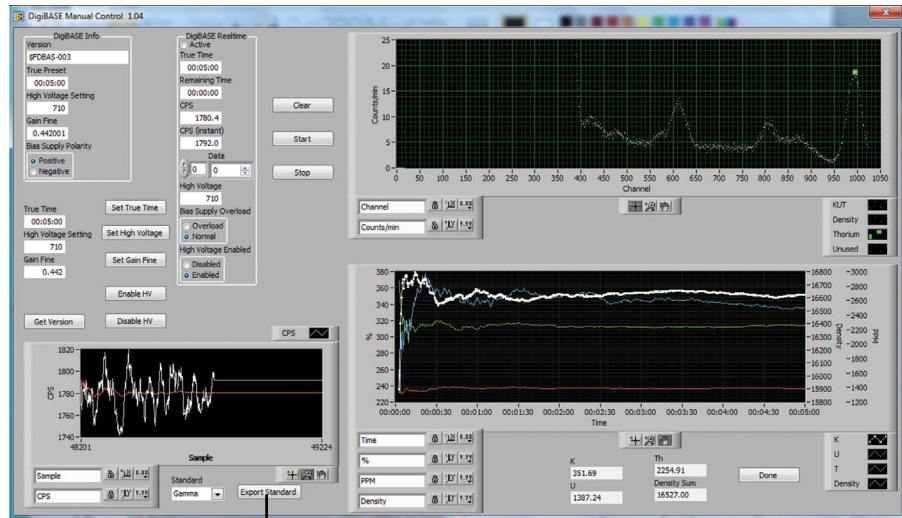 DigiBASE Manual Control 1.04
DigiBASE Info
Version
$FDBAS-003
True Preset
00:05:00
High Voltage Setting
710
Gain Fine
0.442001
Bias Supply Polarity
Positive
Negative
True Time
00:05:00
High Voltage Setting
710
Gain Fine
0.442
Set True Time
Set High Voltage
Set Gain Fine
Enable HV
Get Version
Disable HV
DigiBASE Realtime
Active
True Time
00:05:00
Remaining Time
00:00:00
CPS
1780.4
CPS (instant)
1792.0
Data
0
0
High Voltage
710
Bias Supply Overload
Overload
Normal
High Voltage Enabled
Disabled
Enabled
Clear
Start
Stop
CPS
1820
1800
1780
1760
1740
CPS
48201
49224
Sample
Sample
CPS
Standard
Gamma
Export Standard
25
20
15
10
5
0
Counts/min
0 50 100 150 200 250 300 350 400 450 500 550 600 650 700 750 800 850 900 950 1000 1050
Channel
Channel
Counts/min
KUT
Density
Thorium
Unused
380
360
340
320
300
280
260
240
220
%
16800
16700
16600
16500
16400
16300
16200
16100
16000
15900
15800
Density
3000
2800
2600
2400
2200
2000
1800
1600
1400
1200
PPM
00:00:00 00:00:30 00:01:00 00:01:30 00:02:00 00:02:30 00:03:00 00:03:30 00:04:00 00:04:30 00:05:00
Time
Time
%
PPM
Density
K
351.69
U
1387.24
Th
2254.91
Density Sum
16527.00
Done
K
U
T
Density